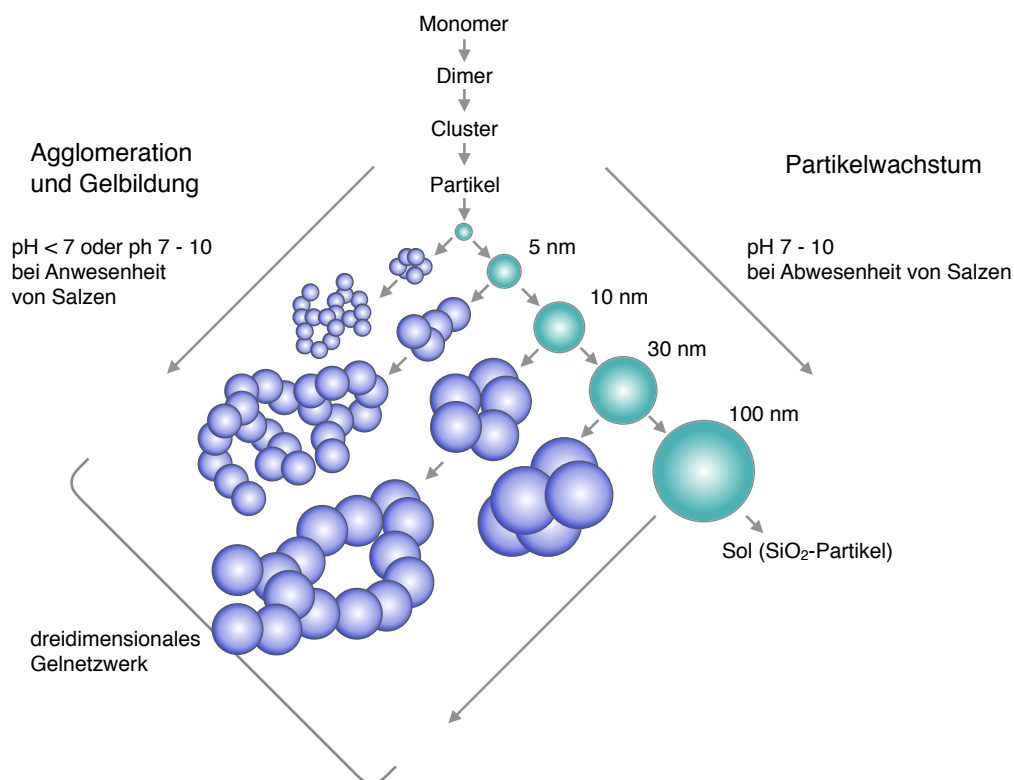 Monomer
Dimer
Cluster
Partikel
Agglomeration
und Gelbildung
Partikelwachstum
pH < 7 oder ph 7 - 10
bei Anwesenheit
von Salzen
pH 7 - 10
bei Abwesenheit von Salzen
5 nm
10 nm
30 nm
100 nm
Sol (SiO₂-Partikel)
dreidimensionales
Gelnetzwerk